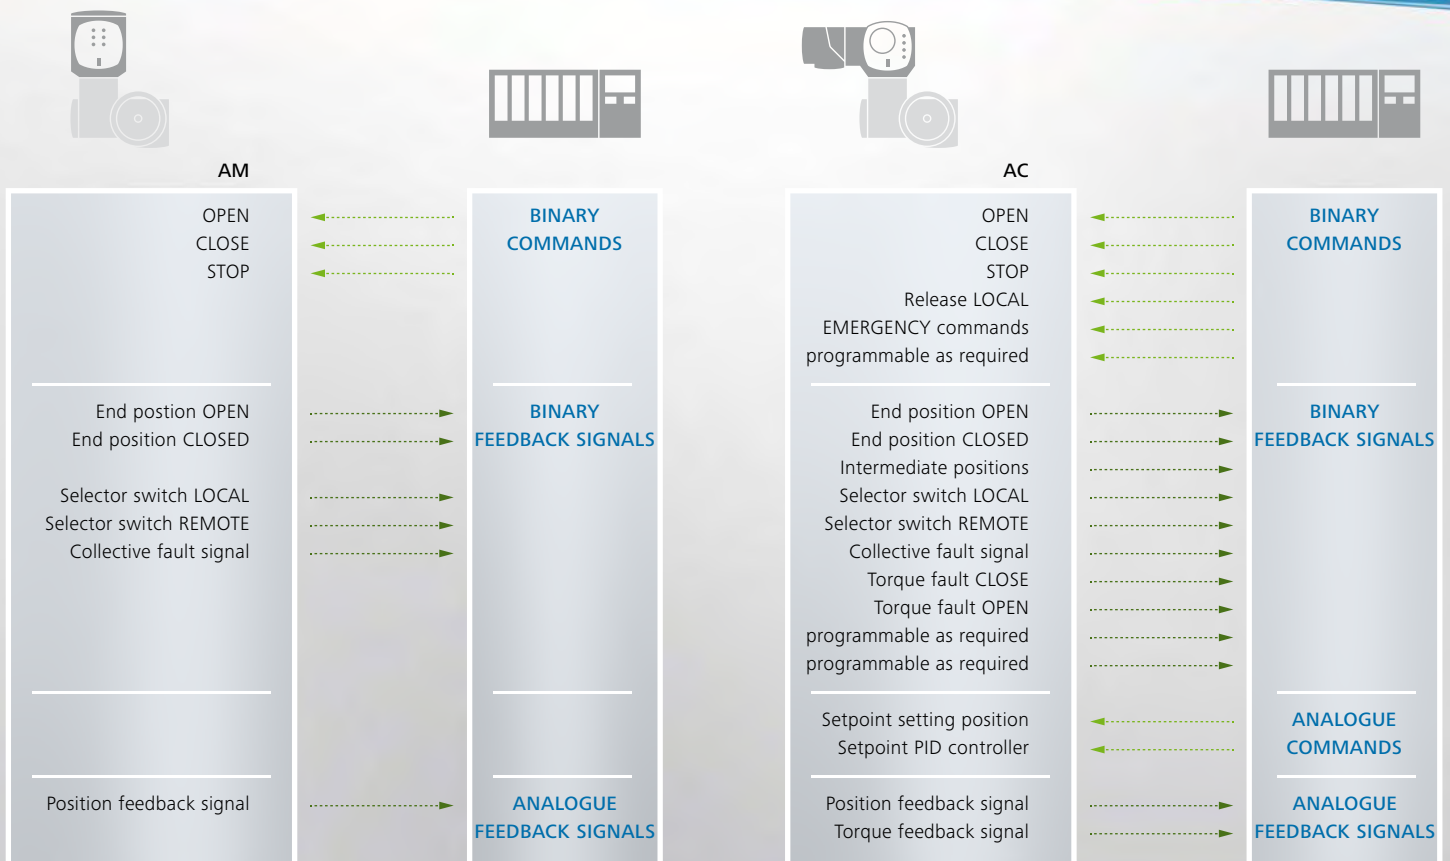 AM
OPEN
CLOSE
STOP
BINARY
COMMANDS
End postion OPEN
End position CLOSED
Selector switch LOCAL
Selector switch REMOTE
Collective fault signal
BINARY
FEEDBACK SIGNALS
Position feedback signal
ANALOGUE
FEEDBACK SIGNALS
AC
OPEN
CLOSE
STOP
Release LOCAL
EMERGENCY commands
programmable as required
BINARY
COMMANDS
End position OPEN
End position CLOSED
Intermediate positions
Selector switch LOCAL
Selector switch REMOTE
Collective fault signal
Torque fault CLOSE
Torque fault OPEN
programmable as required
programmable as required
BINARY
FEEDBACK SIGNALS
Setpoint setting position
Setpoint PID controller
ANALOGUE
COMMANDS
Position feedback signal
Torque feedback signal
ANALOGUE
FEEDBACK SIGNALS